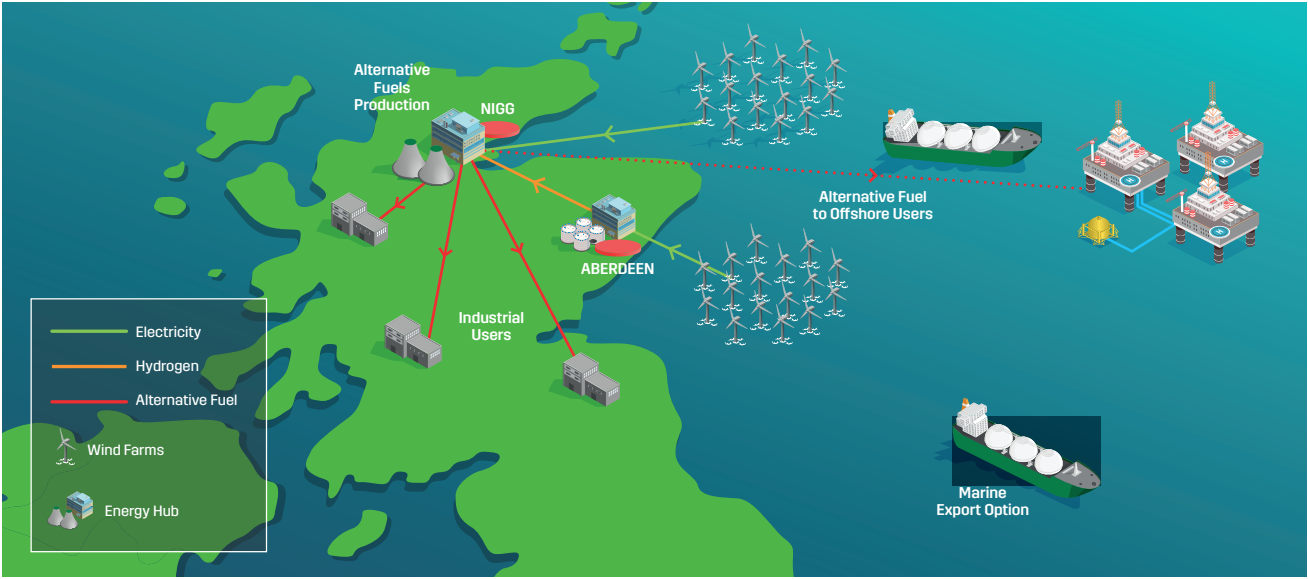 Alternative
Fuels
Production
NIGG
Alternative Fuel
to Offshore Users
ABERDEEN
Industrial
Users
Electricity
Hydrogen
Alternative Fuel
Wind Farms
Energy Hub
Marine
Export Option
H
H
H